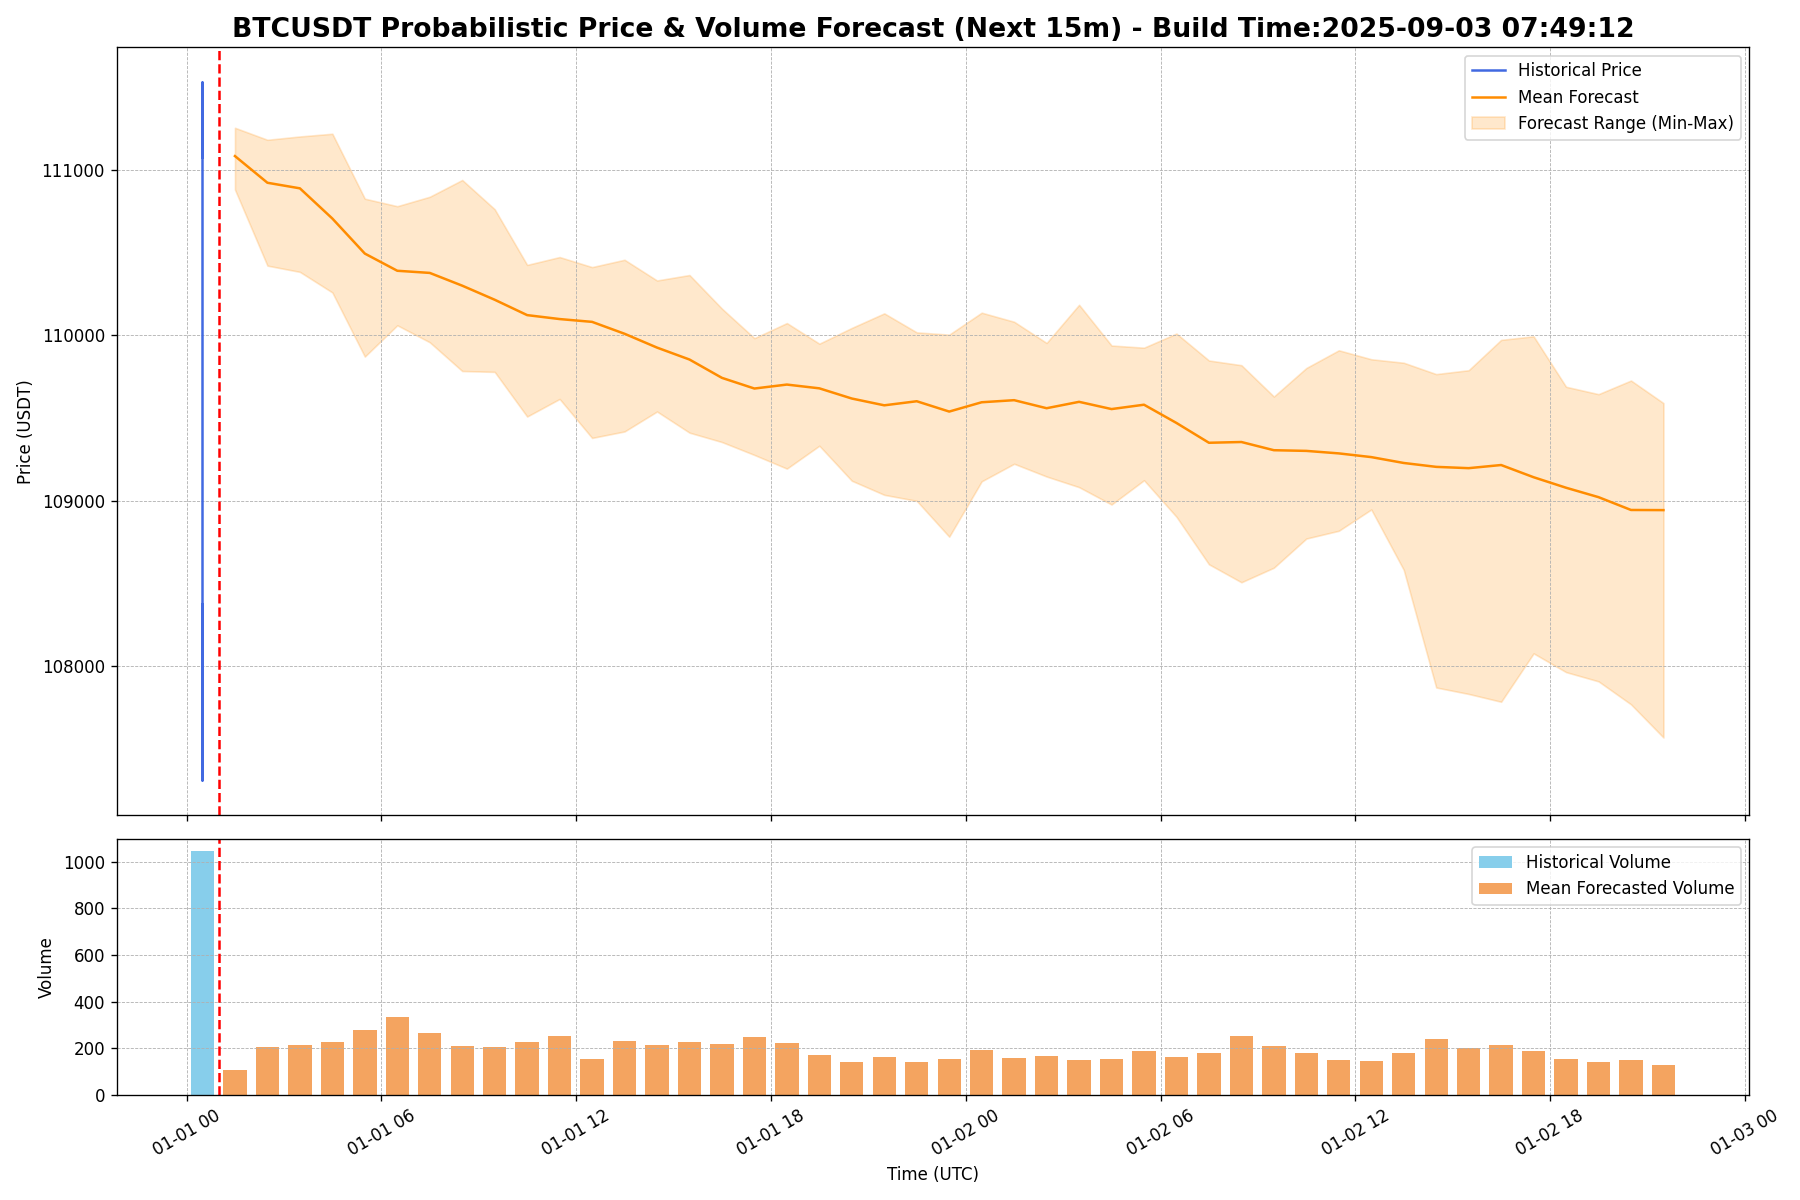 BTCUSDT Probabilistic Price & Volume Forecast (Next 15m) - Build Time:2025-09-03 07:49:12
Historical Price
Mean Forecast
Forecast Range (Min-Max)
111000
110000
109000
108000
Price (USDT)
Historical Volume
Mean Forecasted Volume
1000
800
600
400
200
0
Volume
01-01 00
01-01 06
01-01 12
01-01 18
01-02 00
01-02 06
01-02 12
01-02 18
01-03 00
Time (UTC)